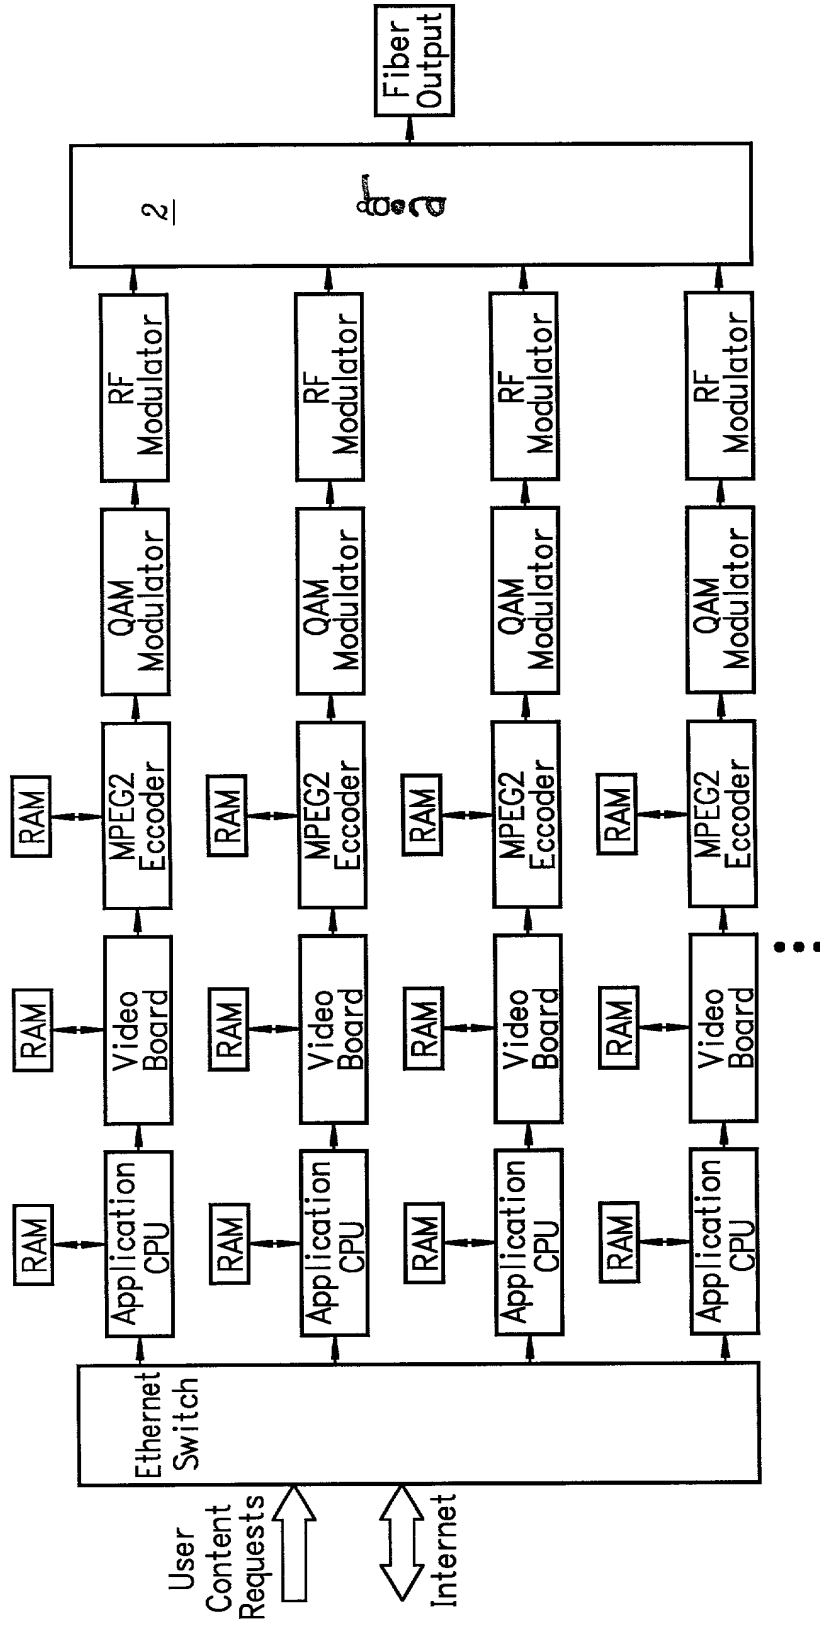 RAM
RAM
RAM
Ethernet
Switch
Application
CPU
Video
Board
MPEG2
Eccoder
QAM
Modulator
RF
Modulator
2
User
Content
Requests
RAM
RAM
RAM
Application
CPU
Video
Board
MPEG2
Eccoder
QAM
Modulator
RF
Modulator
Fiber
Output
Internet
RAM
RAM
RAM
Application
CPU
Video
Board
MPEG2
Eccoder
QAM
Modulator
RF
Modulator
RAM
RAM
RAM
Application
CPU
Video
Board
MPEG2
Eccoder
QAM
Modulator
RF
Modulator